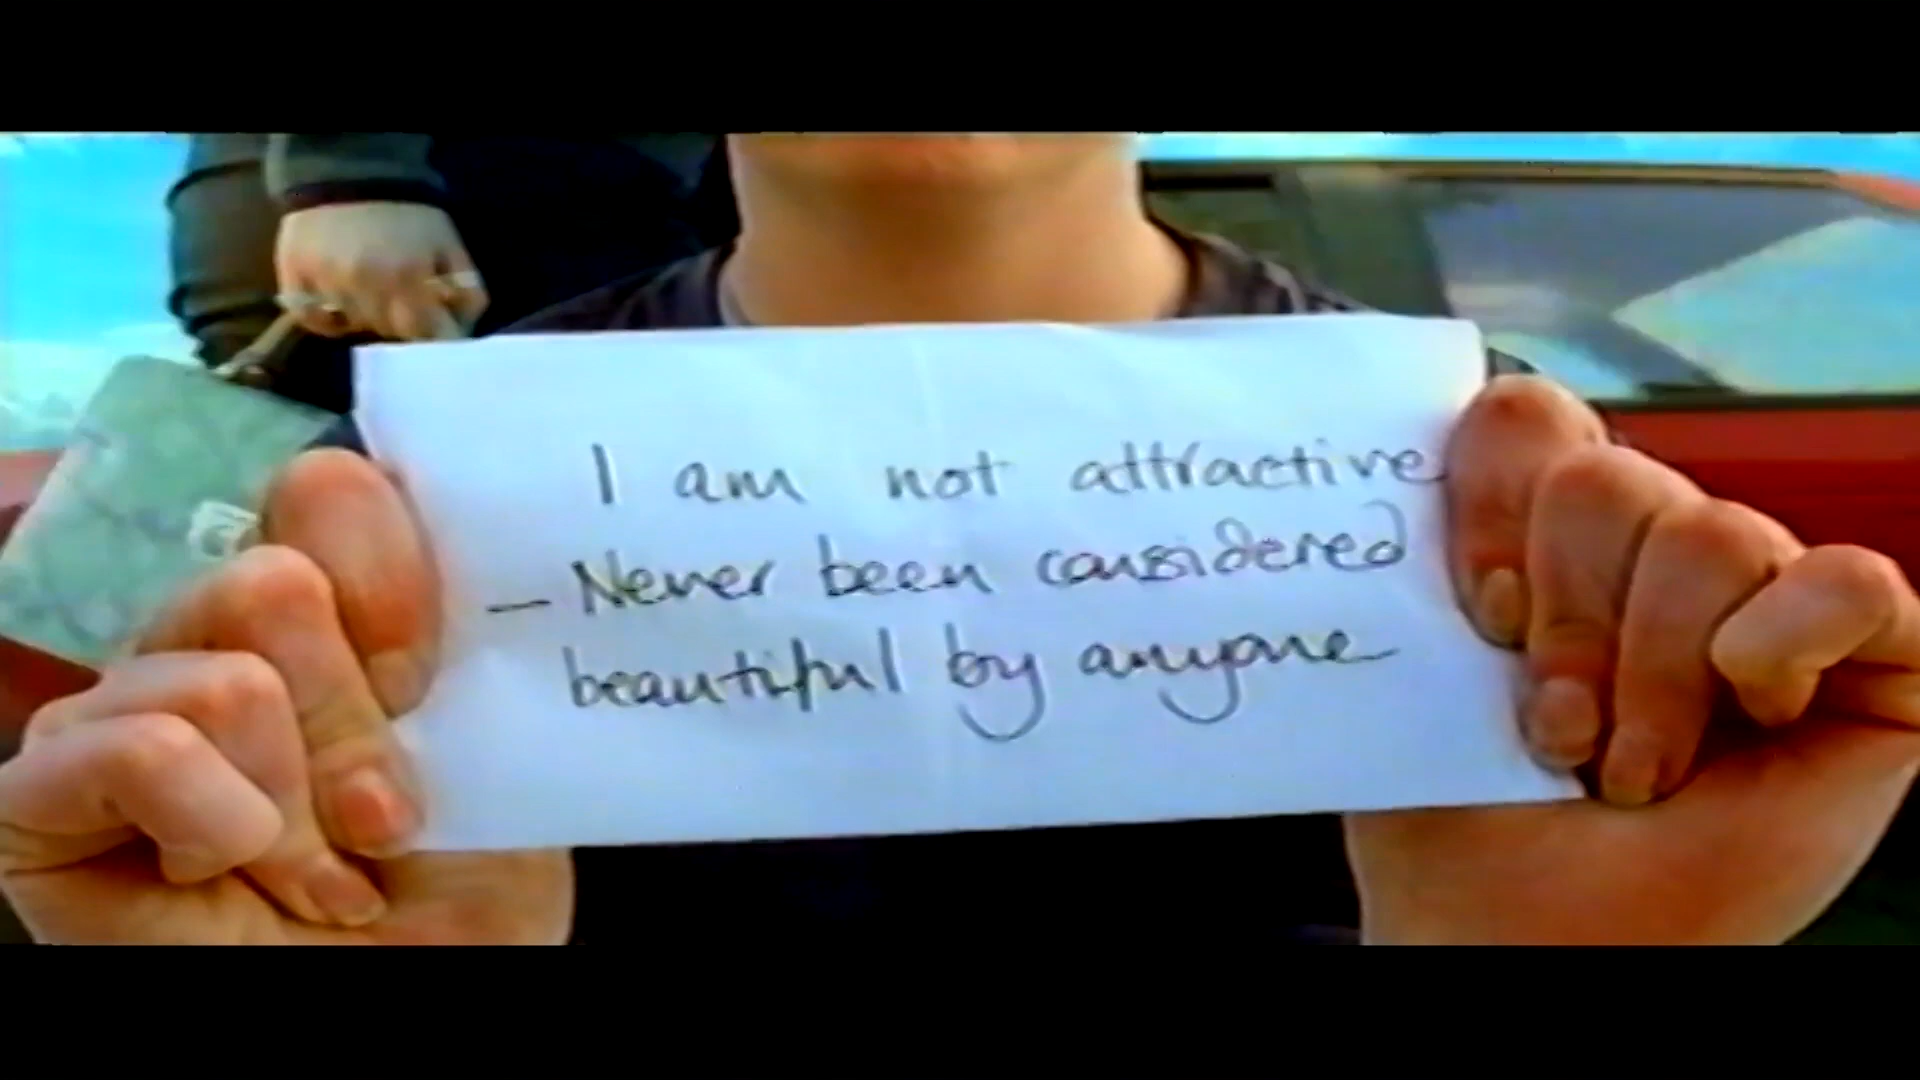 I am not attractive
– Never been considered
beautiful by anyone